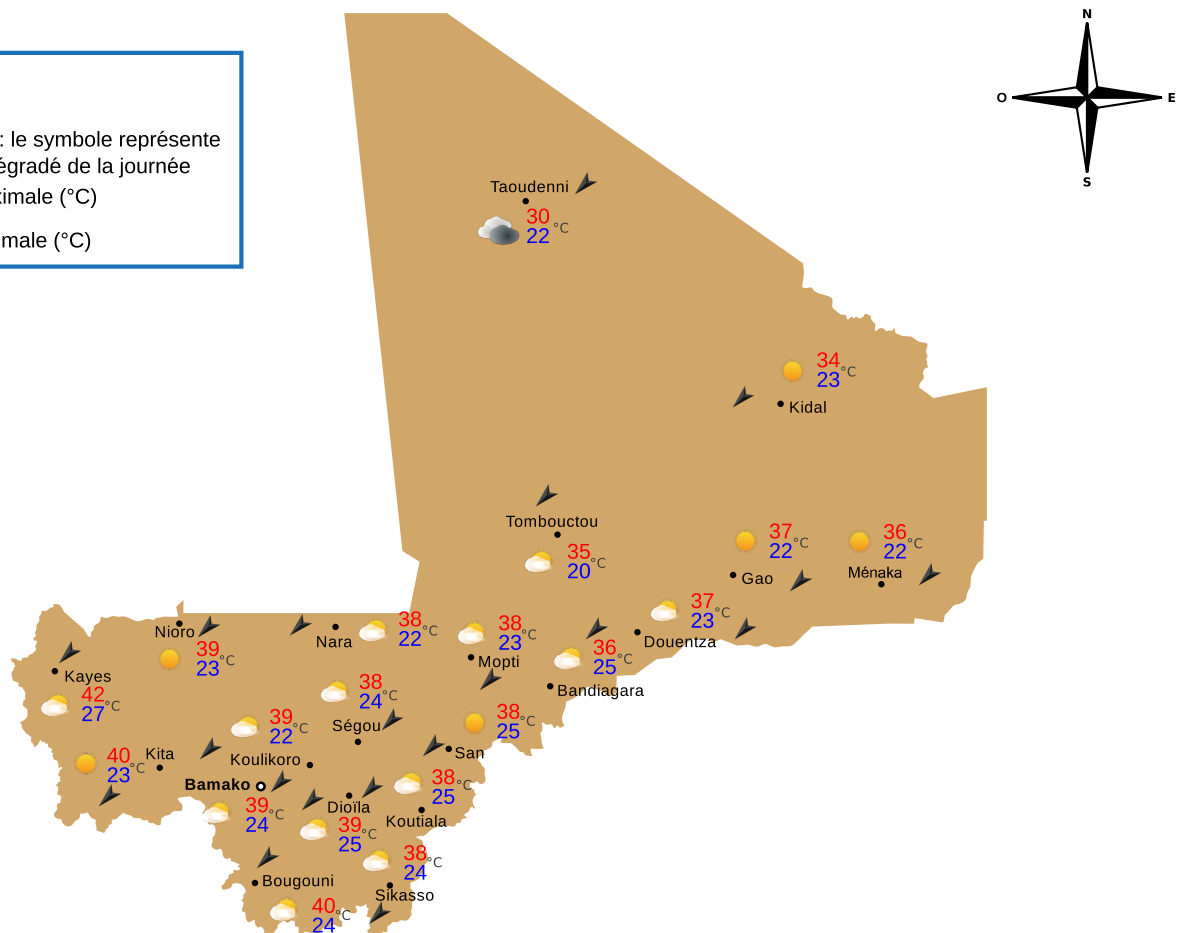 N
O
E
S
: le symbole représente
égradé de la journée
ximale (°C)
male (°C)
Taoudenni
30
22 °C
34
23 °C
Kidal
Tombouctou
35
20 °C
37
22 °C
Gao
36
22 °C
Ménaka
37
23 °C
Douentza
Nioro
39
23 °C
Nara
38
22 °C
38
23 °C
Mopti
36
25 °C
Bandiagara
Kayes
42
27 °C
38
24 °C
Ségou
39
22 °C
Koulikoro
38
25 °C
San
Kita
40
23 °C
Bamako
39
24 °C
Dioïla
39
25 °C
38
25 °C
Koutiala
38
24 °C
Sikasso
Bougouni
40
24 °C